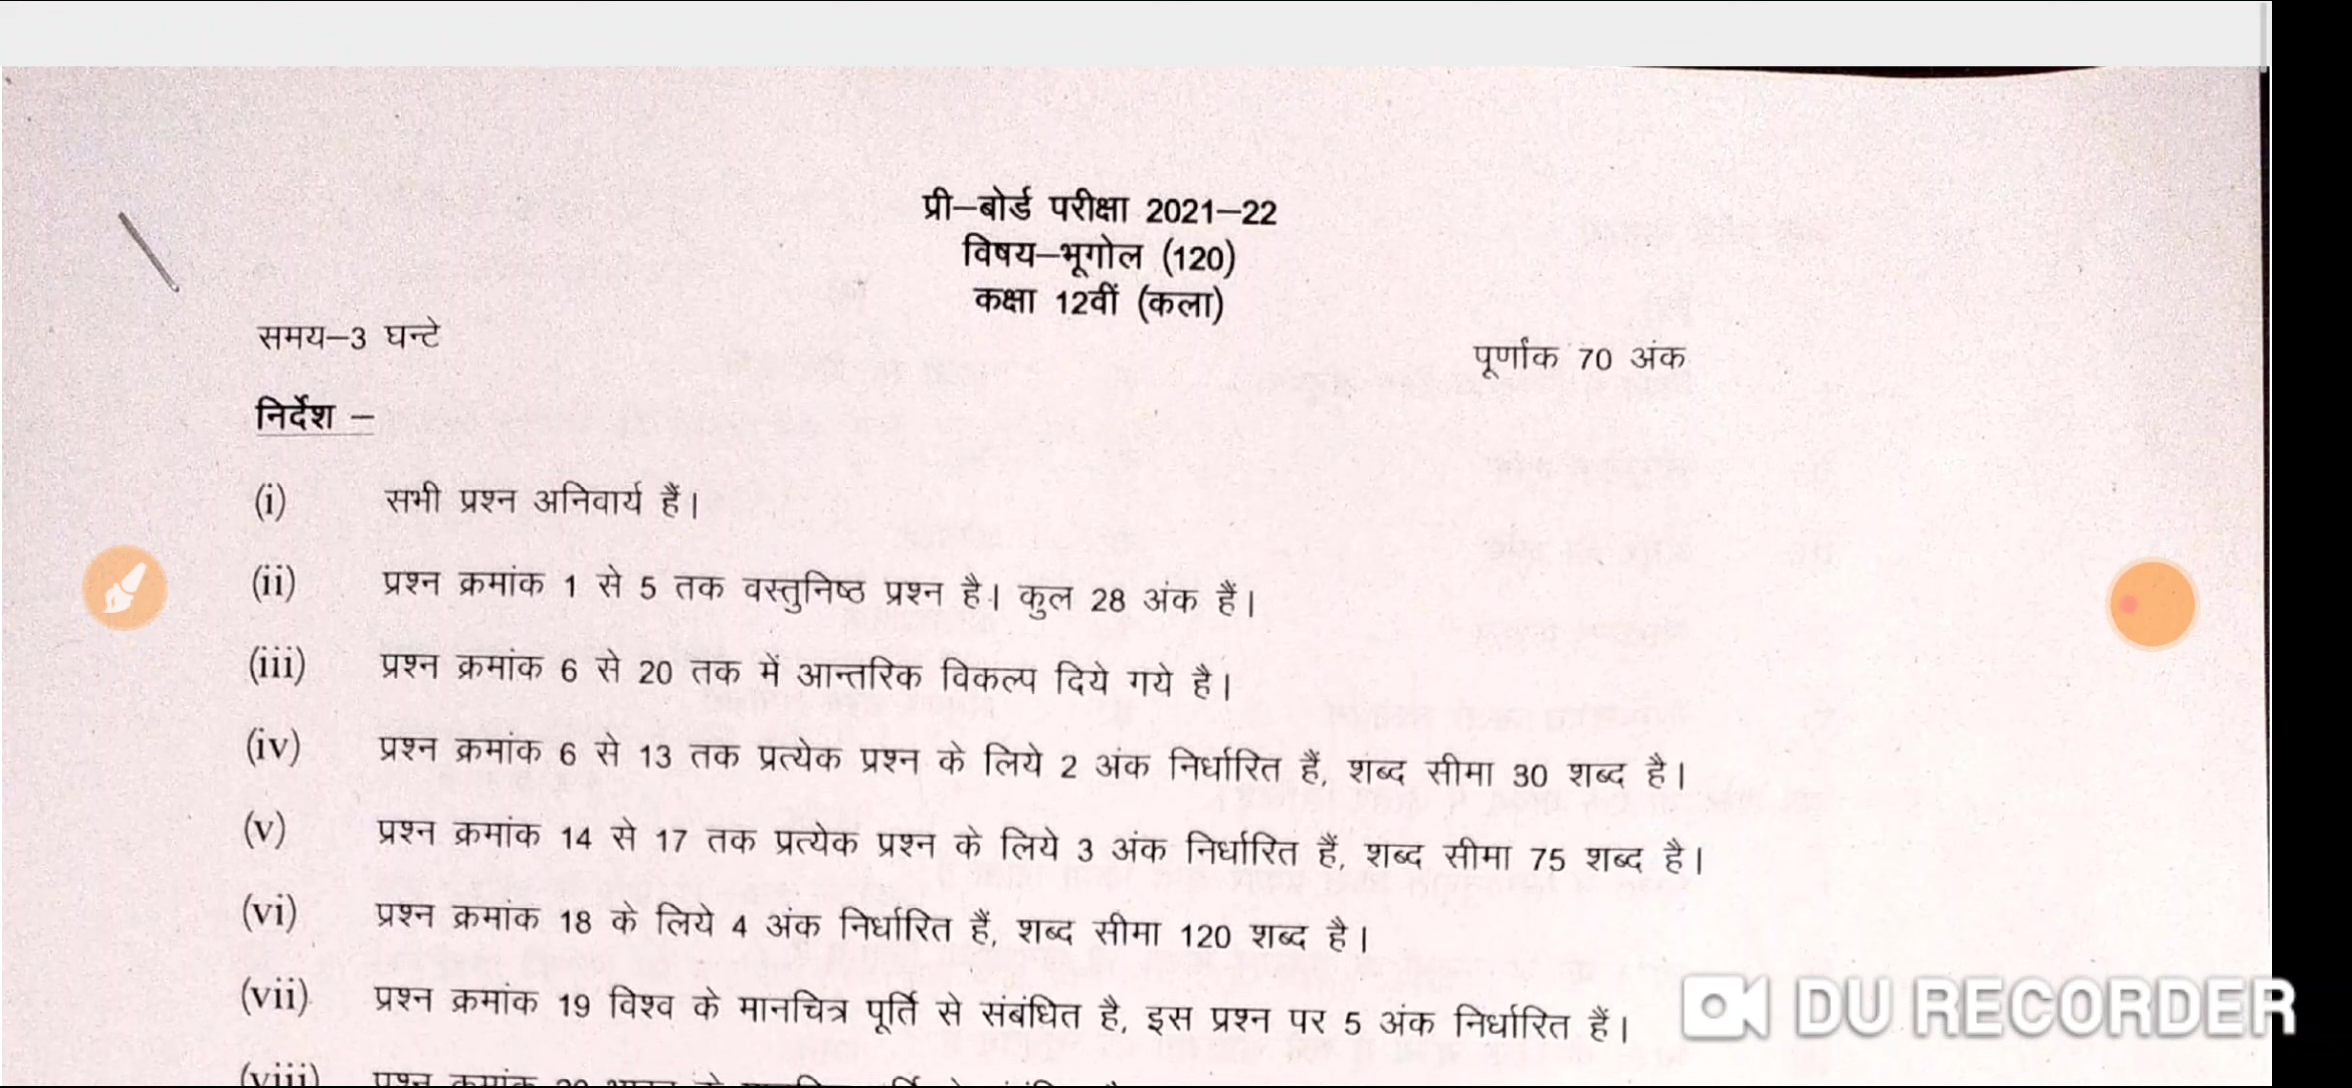 प्री–बोर्ड परीक्षा 2021–22
विषय–भूगोल (120)
कक्षा 12वीं (कला)
समय–3 घन्टे
पूर्णांक 70 अंक
निर्देश –
(i) सभी प्रश्न अनिवार्य हैं।
(ii) प्रश्न क्रमांक 1 से 5 तक वस्तुनिष्ठ प्रश्न है। कुल 28 अंक हैं।
(iii) प्रश्न क्रमांक 6 से 20 तक में आन्तरिक विकल्प दिये गये है।
(iv) प्रश्न क्रमांक 6 से 13 तक प्रत्येक प्रश्न के लिये 2 अंक निर्धारित हैं, शब्द सीमा 30 शब्द है।
(v) प्रश्न क्रमांक 14 से 17 तक प्रत्येक प्रश्न के लिये 3 अंक निर्धारित हैं, शब्द सीमा 75 शब्द है।
(vi) प्रश्न क्रमांक 18 के लिये 4 अंक निर्धारित हैं, शब्द सीमा 120 शब्द है।
(vii) प्रश्न क्रमांक 19 विश्व के मानचित्र पूर्ति से संबंधित है, इस प्रश्न पर 5 अंक निर्धारित हैं।
DU RECORDER
(viii) प्रश्न क्रमांक 20